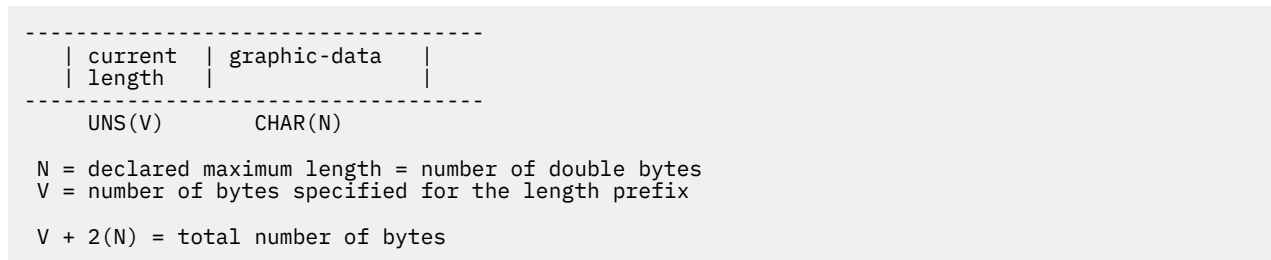 ------------------------------------
| current | graphic-data |
| length | |
------------------------------------
UNS(V) CHAR(N)
N = declared maximum length = number of double bytes
V = number of bytes specified for the length prefix
V + 2(N) = total number of bytes